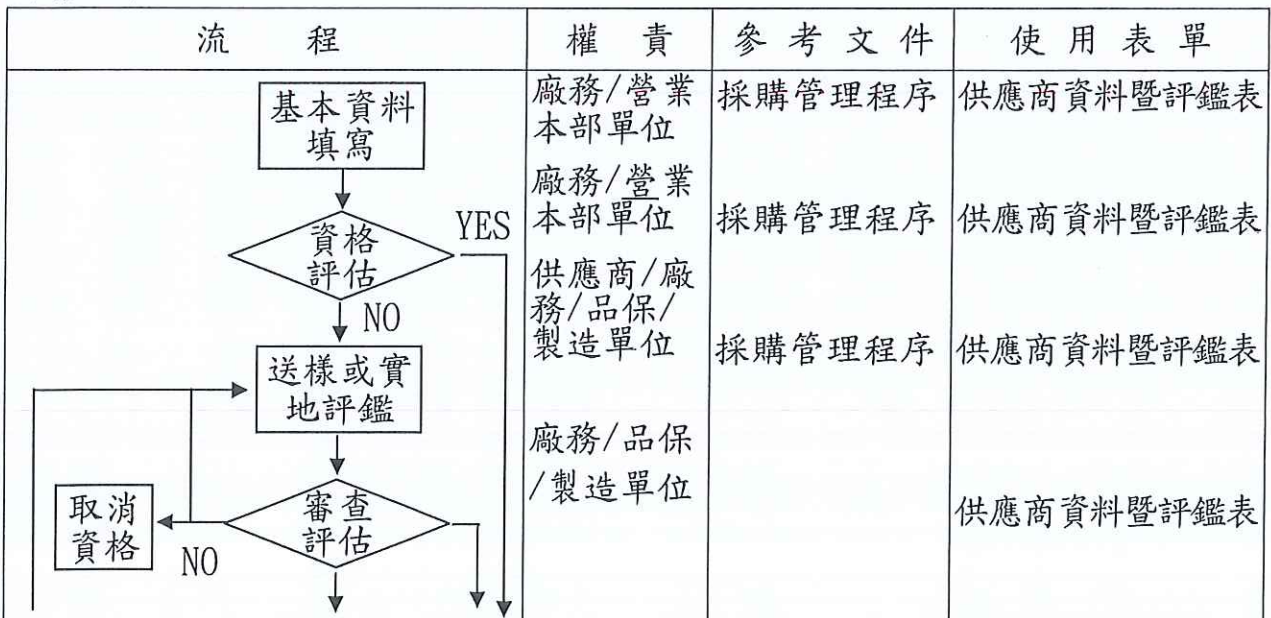 流程 權責 參考文件 使用表單
基本資料
填寫
廠務/營業
本部單位
採購管理程序
供應商資料暨評鑑表
資格
評估
YES
NO
廠務/營業
本部單位
採購管理程序
供應商資料暨評鑑表
送樣或實
地評鑑
供應商/廠
務/品保/
製造單位
採購管理程序
供應商資料暨評鑑表
取消
資格
NO
審查
評估
廠務/品保
/製造單位
供應商資料暨評鑑表